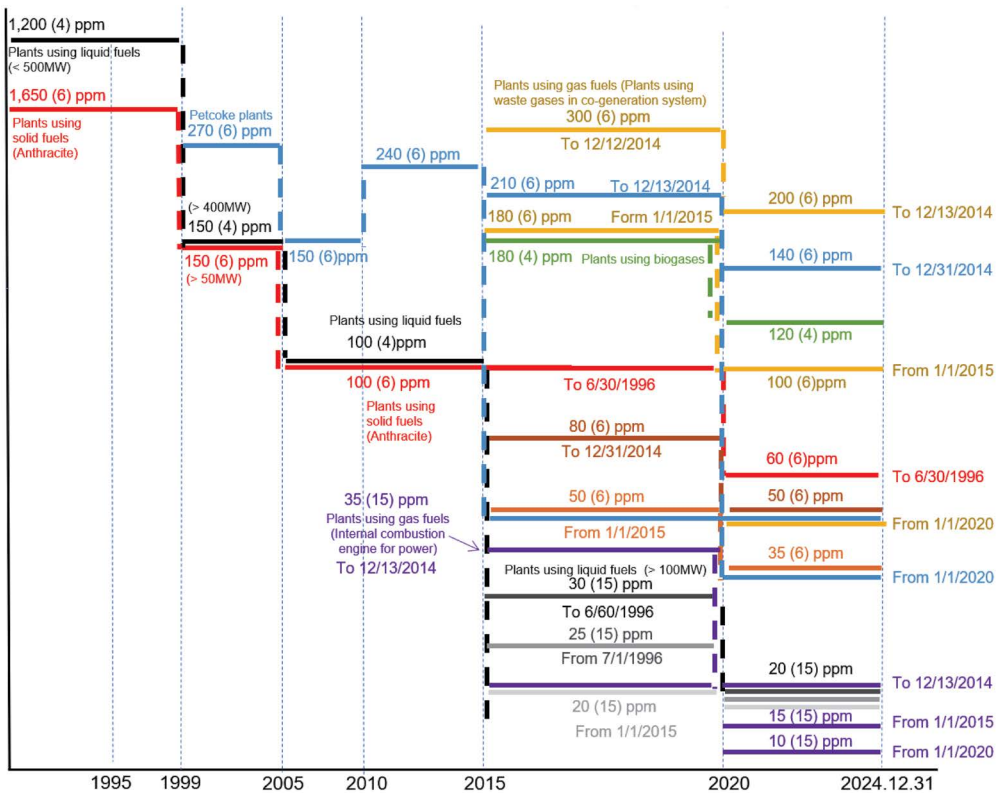 1,200 (4) ppm
Plants using liquid fuels
(< 500MW)
1,650 (6) ppm
Plants using
solid fuels
(Anthracite)
Petcoke plants
270 (6) ppm
(> 400MW)
150 (4) ppm
150 (6) ppm
(> 50MW)
150 (6)ppm
240 (6) ppm
Plants using liquid fuels
100 (4)ppm
100 (6) ppm
Plants using
solid fuels
(Anthracite)
Plants using gas fuels (Plants using
waste gases in co-generation system)
300 (6) ppm
To 12/12/2014
210 (6) ppm
To 12/13/2014
180 (6) ppm
Form 1/1/2015
180 (4) ppm
Plants using biogases
To 6/30/1996
80 (6) ppm
To 12/31/2014
50 (6) ppm
From 1/1/2015
35 (15) ppm
Plants using gas fuels
(Internal combustion
engine for power)
To 12/13/2014
Plants using liquid fuels (> 100MW)
30 (15) ppm
To 6/60/1996
25 (15) ppm
From 7/1/1996
20 (15) ppm
From 1/1/2015
200 (6) ppm
To 12/13/2014
140 (6) ppm
To 12/31/2014
120 (4) ppm
100 (6)ppm
From 1/1/2015
60 (6)ppm
To 6/30/1996
50 (6) ppm
From 1/1/2020
35 (6) ppm
From 1/1/2020
20 (15) ppm
To 12/13/2014
15 (15) ppm
From 1/1/2015
10 (15) ppm
From 1/1/2020
1995
1999
2005
2010
2015
2020
2024.12.31